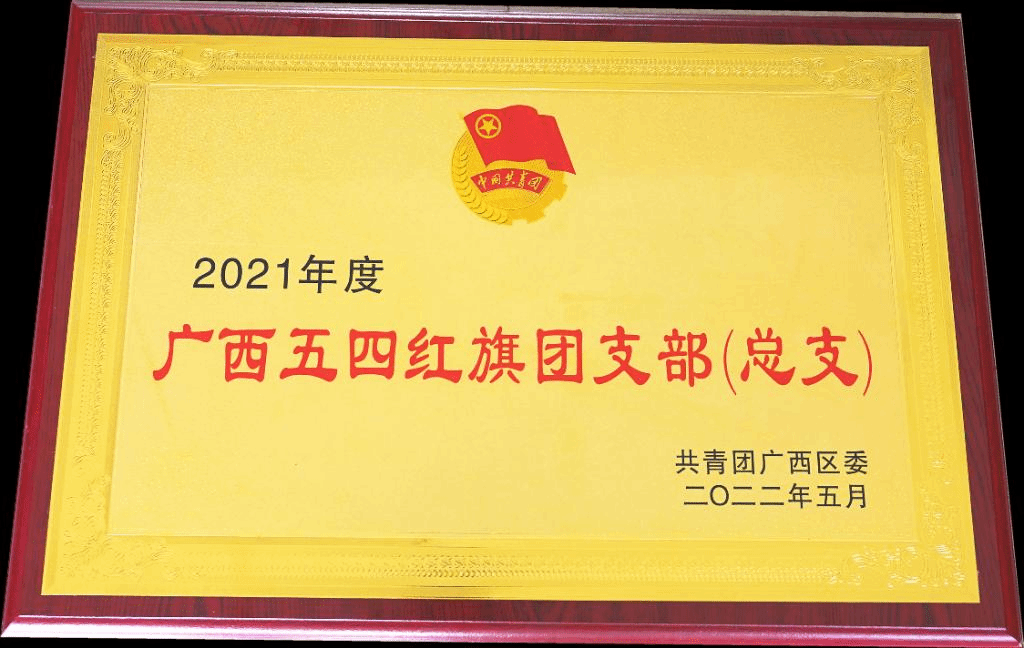 中国共青团
2021年度
广西五四红旗团支部(总支)
共青团广西区委
二〇二二年五月